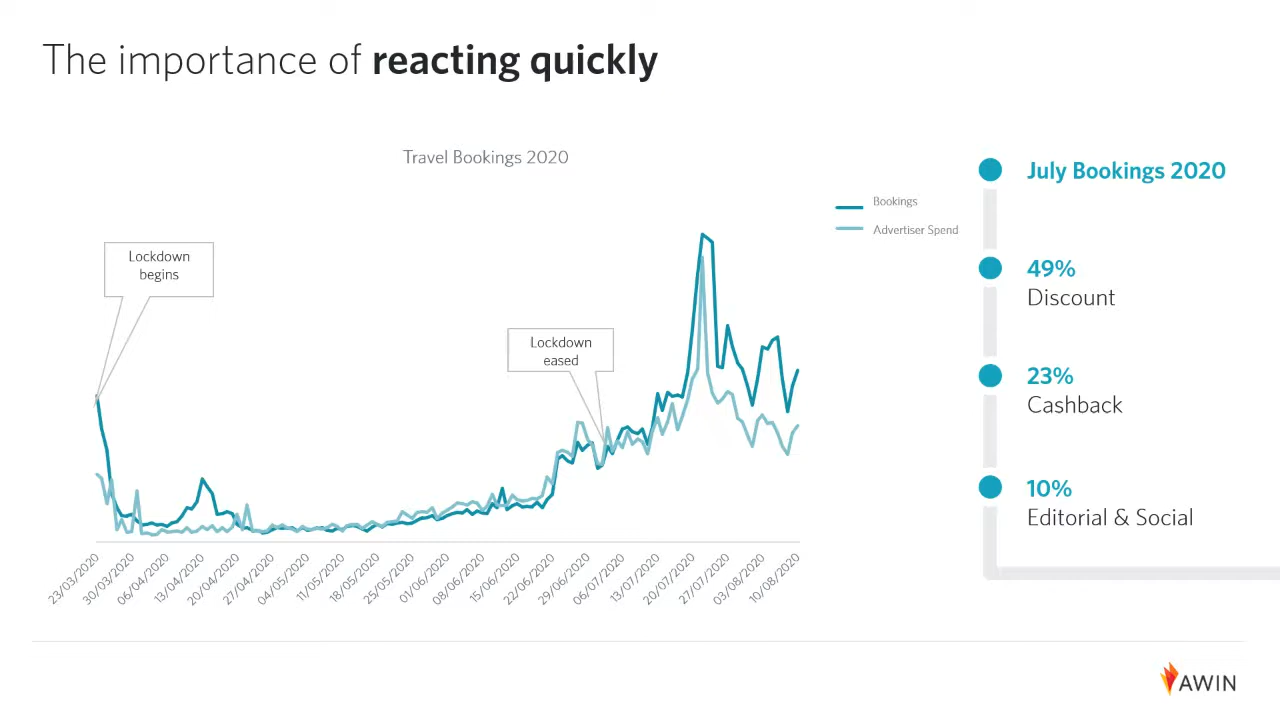 The importance of reacting quickly
Travel Bookings 2020
Bookings
Advertiser Spend
Lockdown
begins
Lockdown
eased
23/03/2020
30/03/2020
06/04/2020
13/04/2020
20/04/2020
27/04/2020
04/05/2020
11/05/2020
18/05/2020
25/05/2020
01/06/2020
08/06/2020
15/06/2020
22/06/2020
29/06/2020
06/07/2020
13/07/2020
20/07/2020
27/07/2020
03/08/2020
10/08/2020
July Bookings 2020
49%
Discount
23%
Cashback
10%
Editorial & Social
AWIN